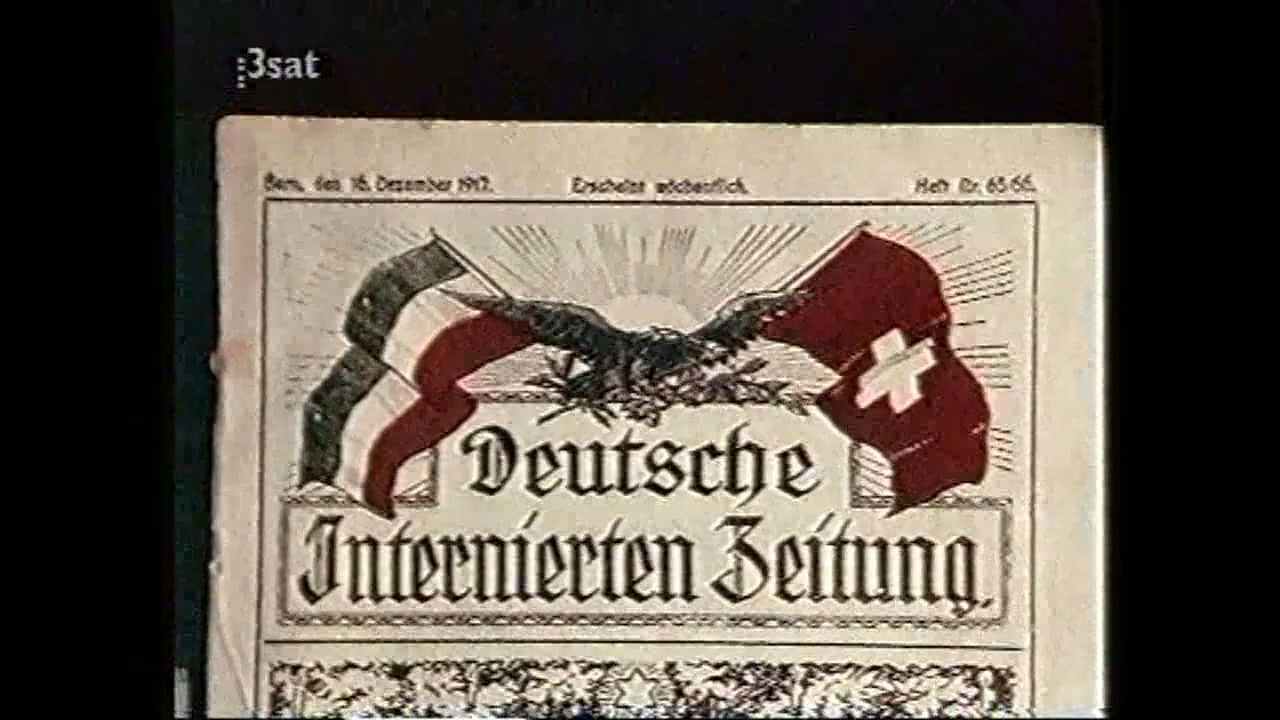 3sat
Bern, den 16. Dezember 1917. Erscheint wöchentlich. Heft Nr. 65/66.
Deutsche
Internierten Zeitung.